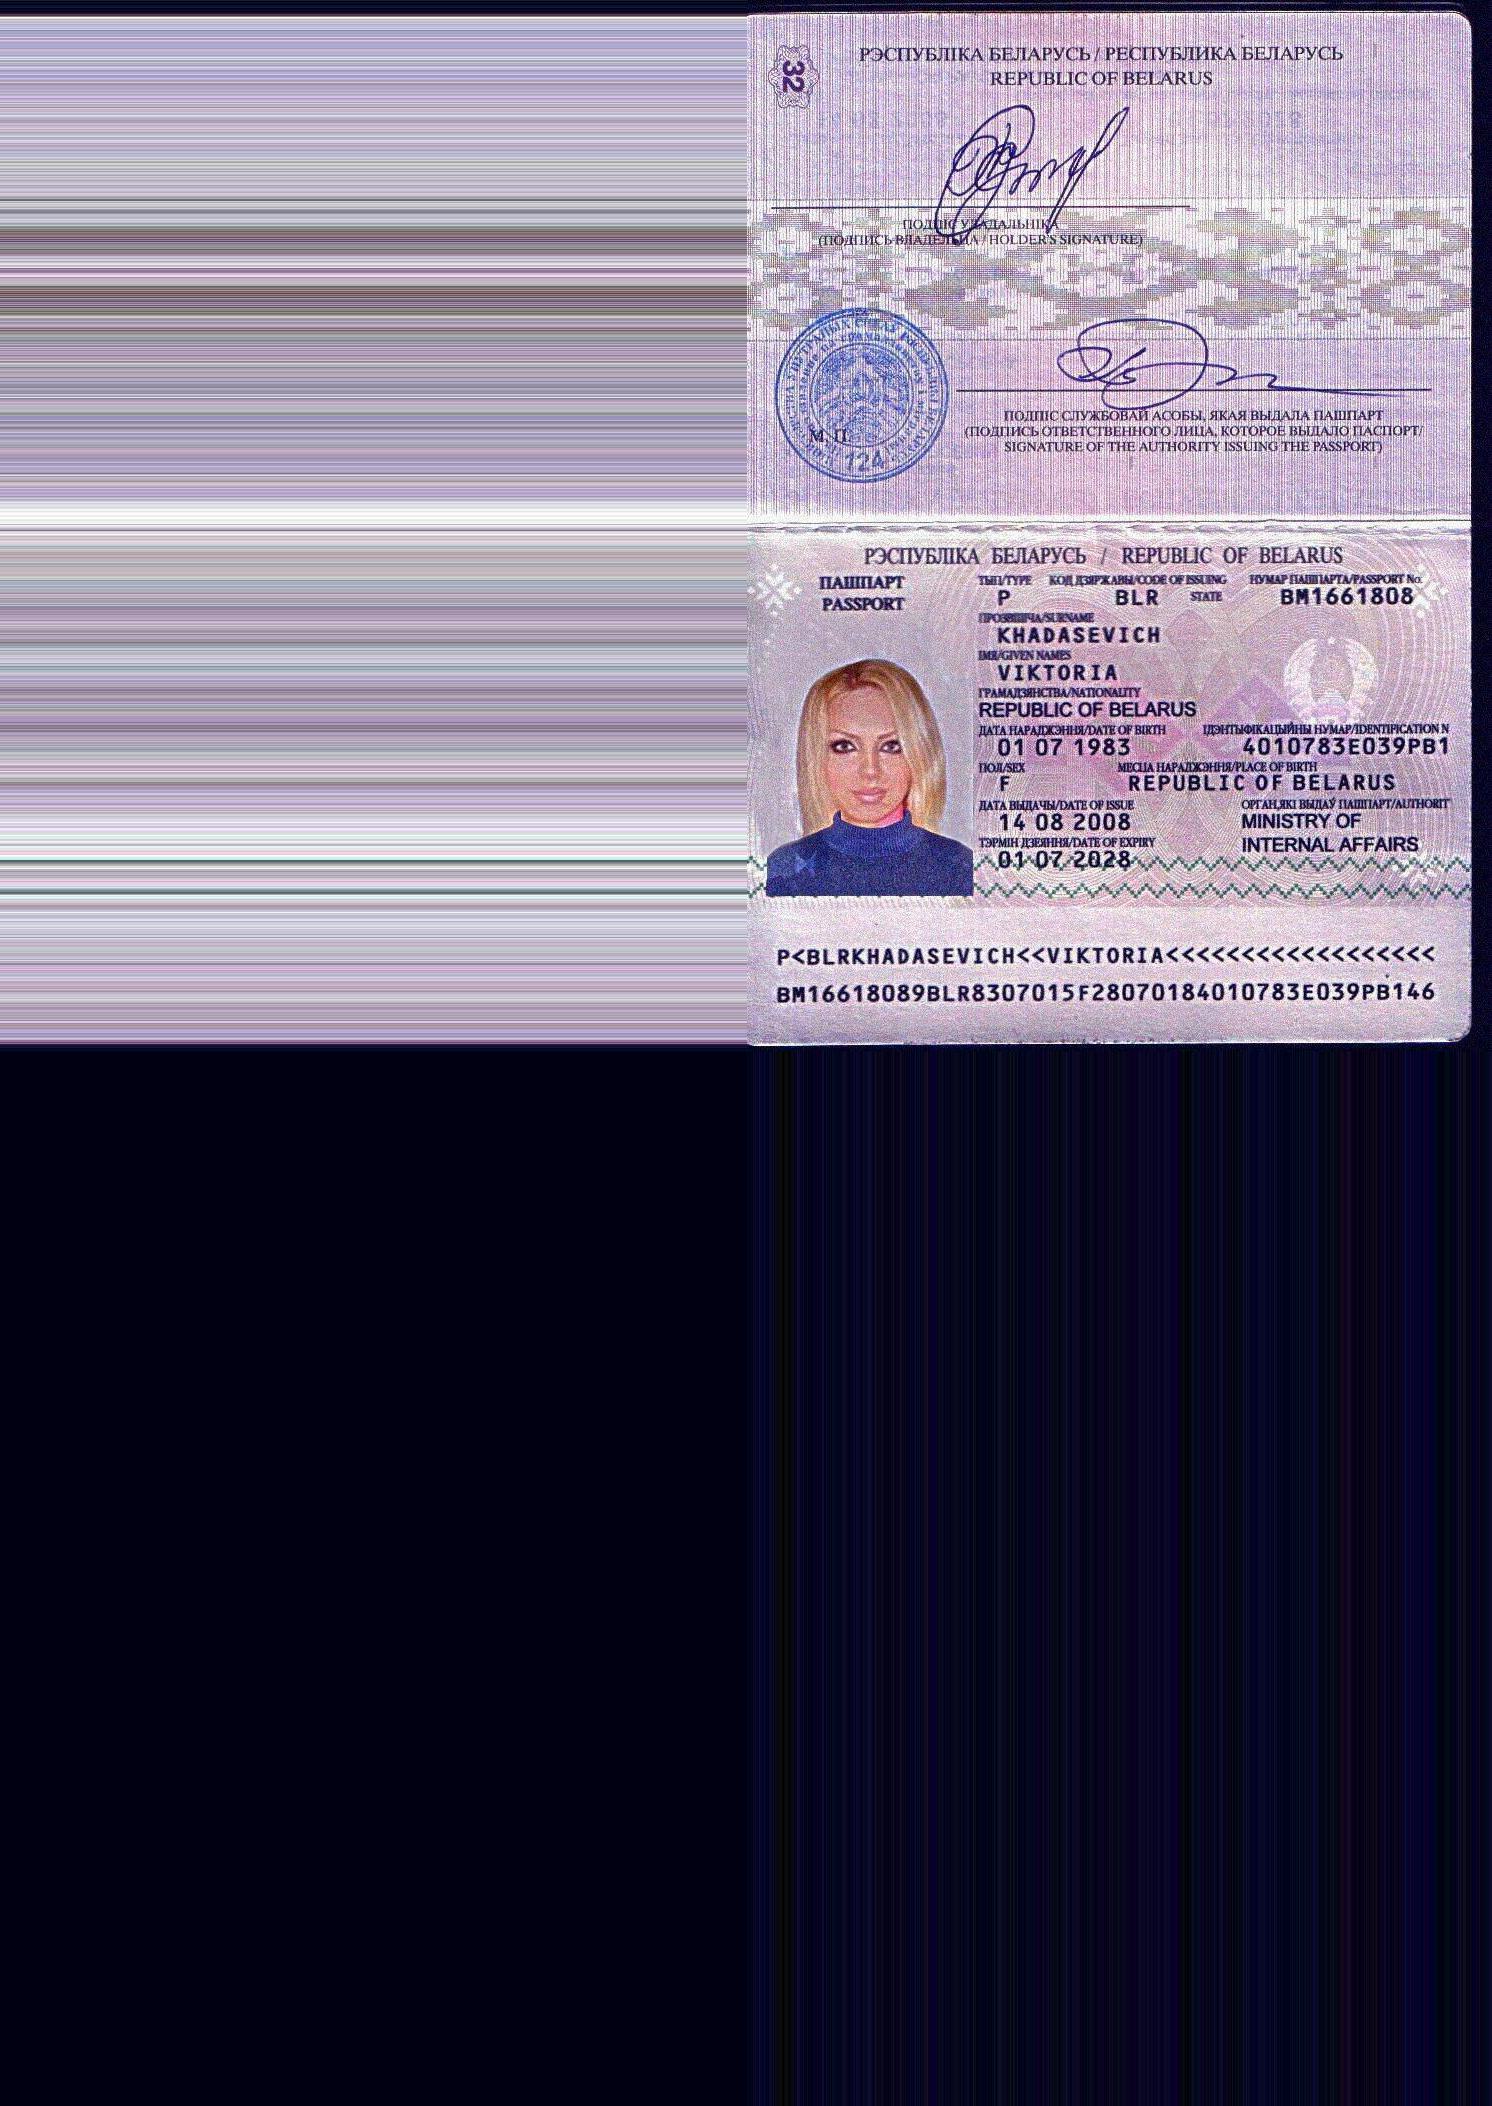 32
РЭСПУБЛІКА БЕЛАРУСЬ / РЕСПУБЛИКА БЕЛАРУСЬ
REPUBLIC OF BELARUS
ПОДПІС УЛАДАЛЬНІКА
(ПОДПИСЬ ВЛАДЕЛЬЦА / HOLDER'S SIGNATURE)
М. П.
124
ПОДПІС СЛУЖБОВАЙ АСОБЫ, ЯКАЯ ВЫДАЛА ПАШПАРТ
(ПОДПИСЬ ОТВЕТСТВЕННОГО ЛИЦА, КОТОРОЕ ВЫДАЛО ПАСПОРТ/
SIGNATURE OF THE AUTHORITY ISSUING THE PASSPORT)
РЭСПУБЛІКА БЕЛАРУСЬ / REPUBLIC OF BELARUS
ПАШПАРТ ТЫП/TYPE КОД ДЗЯРЖАВЫ/CODE OF ISSUING НУМАР ПАШПАРТА/PASSPORT No.
PASSPORT P BLR STATE BM1661808
ПРОЗВІШЧА/SURNAME
KHADASEVICH
ІМЯ/GIVEN NAMES
VIKTORIA
ГРАМАДЗЯНСТВА/NATIONALITY
REPUBLIC OF BELARUS
ДАТА НАРАДЖЭННЯ/DATE OF BIRTH ІДЭНТЫФІКАЦЫЙНЫ НУМАР/IDENTIFICATION N
01 07 1983 4010783E039PB1
ПОЛ/SEX МЕСЦА НАРАДЖЭННЯ/PLACE OF BIRTH
F REPUBLIC OF BELARUS
ДАТА ВЫДАЧЫ/DATE OF ISSUE ОРГАН,ЯКІ ВЫДАЎ ПАШПАРТ/AUTHORIT
14 08 2008 MINISTRY OF
ТЭРМІН ДЗЕЯННЯ/DATE OF EXPIRY INTERNAL AFFAIRS
01 07 2028
P<BLRKHADASEVICH<<VIKTORIA<<<<<<<<<<<<<<<<<<
BM16618089BLR8307015F28070184010783E039PB146